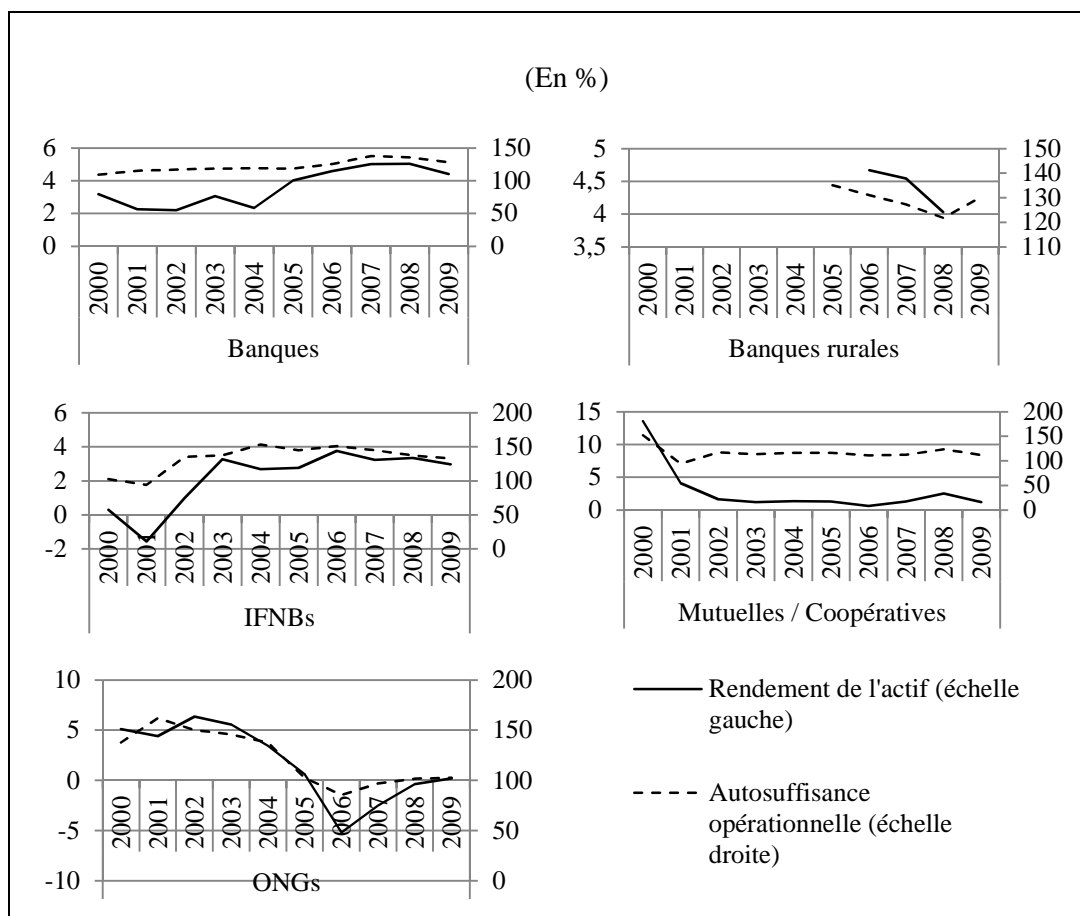 (En %)
6
4
2
0
150
100
50
0
2000 2001 2002 2003 2004 2005 2006 2007 2008 2009
Banques
5
4,5
4
3,5
150
140
130
120
110
2000 2001 2002 2003 2004 2005 2006 2007 2008 2009
Banques rurales
6
4
2
0
-2
200
150
100
50
0
2000 2001 2002 2003 2004 2005 2006 2007 2008 2009
IFNBs
15
10
5
0
200
150
100
50
0
2000 2001 2002 2003 2004 2005 2006 2007 2008 2009
Mutuelles / Coopératives
10
5
0
-5
-10
200
150
100
50
0
2000 2001 2002 2003 2004 2005 2006 2007 2008 2009
ONGs
Rendement de l'actif (échelle
gauche)
Autosuffisance
opérationnelle (échelle
droite)